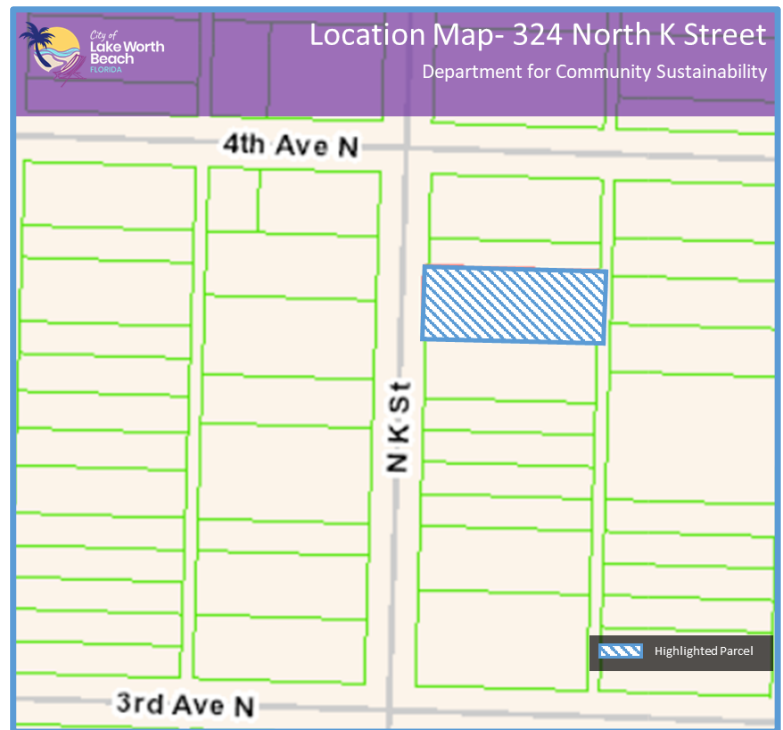 City of
Lake Worth
Beach
FLORIDA
Location Map- 324 North K Street
Department for Community Sustainability
4th Ave N
N K St
Highlighted Parcel
3rd Ave N